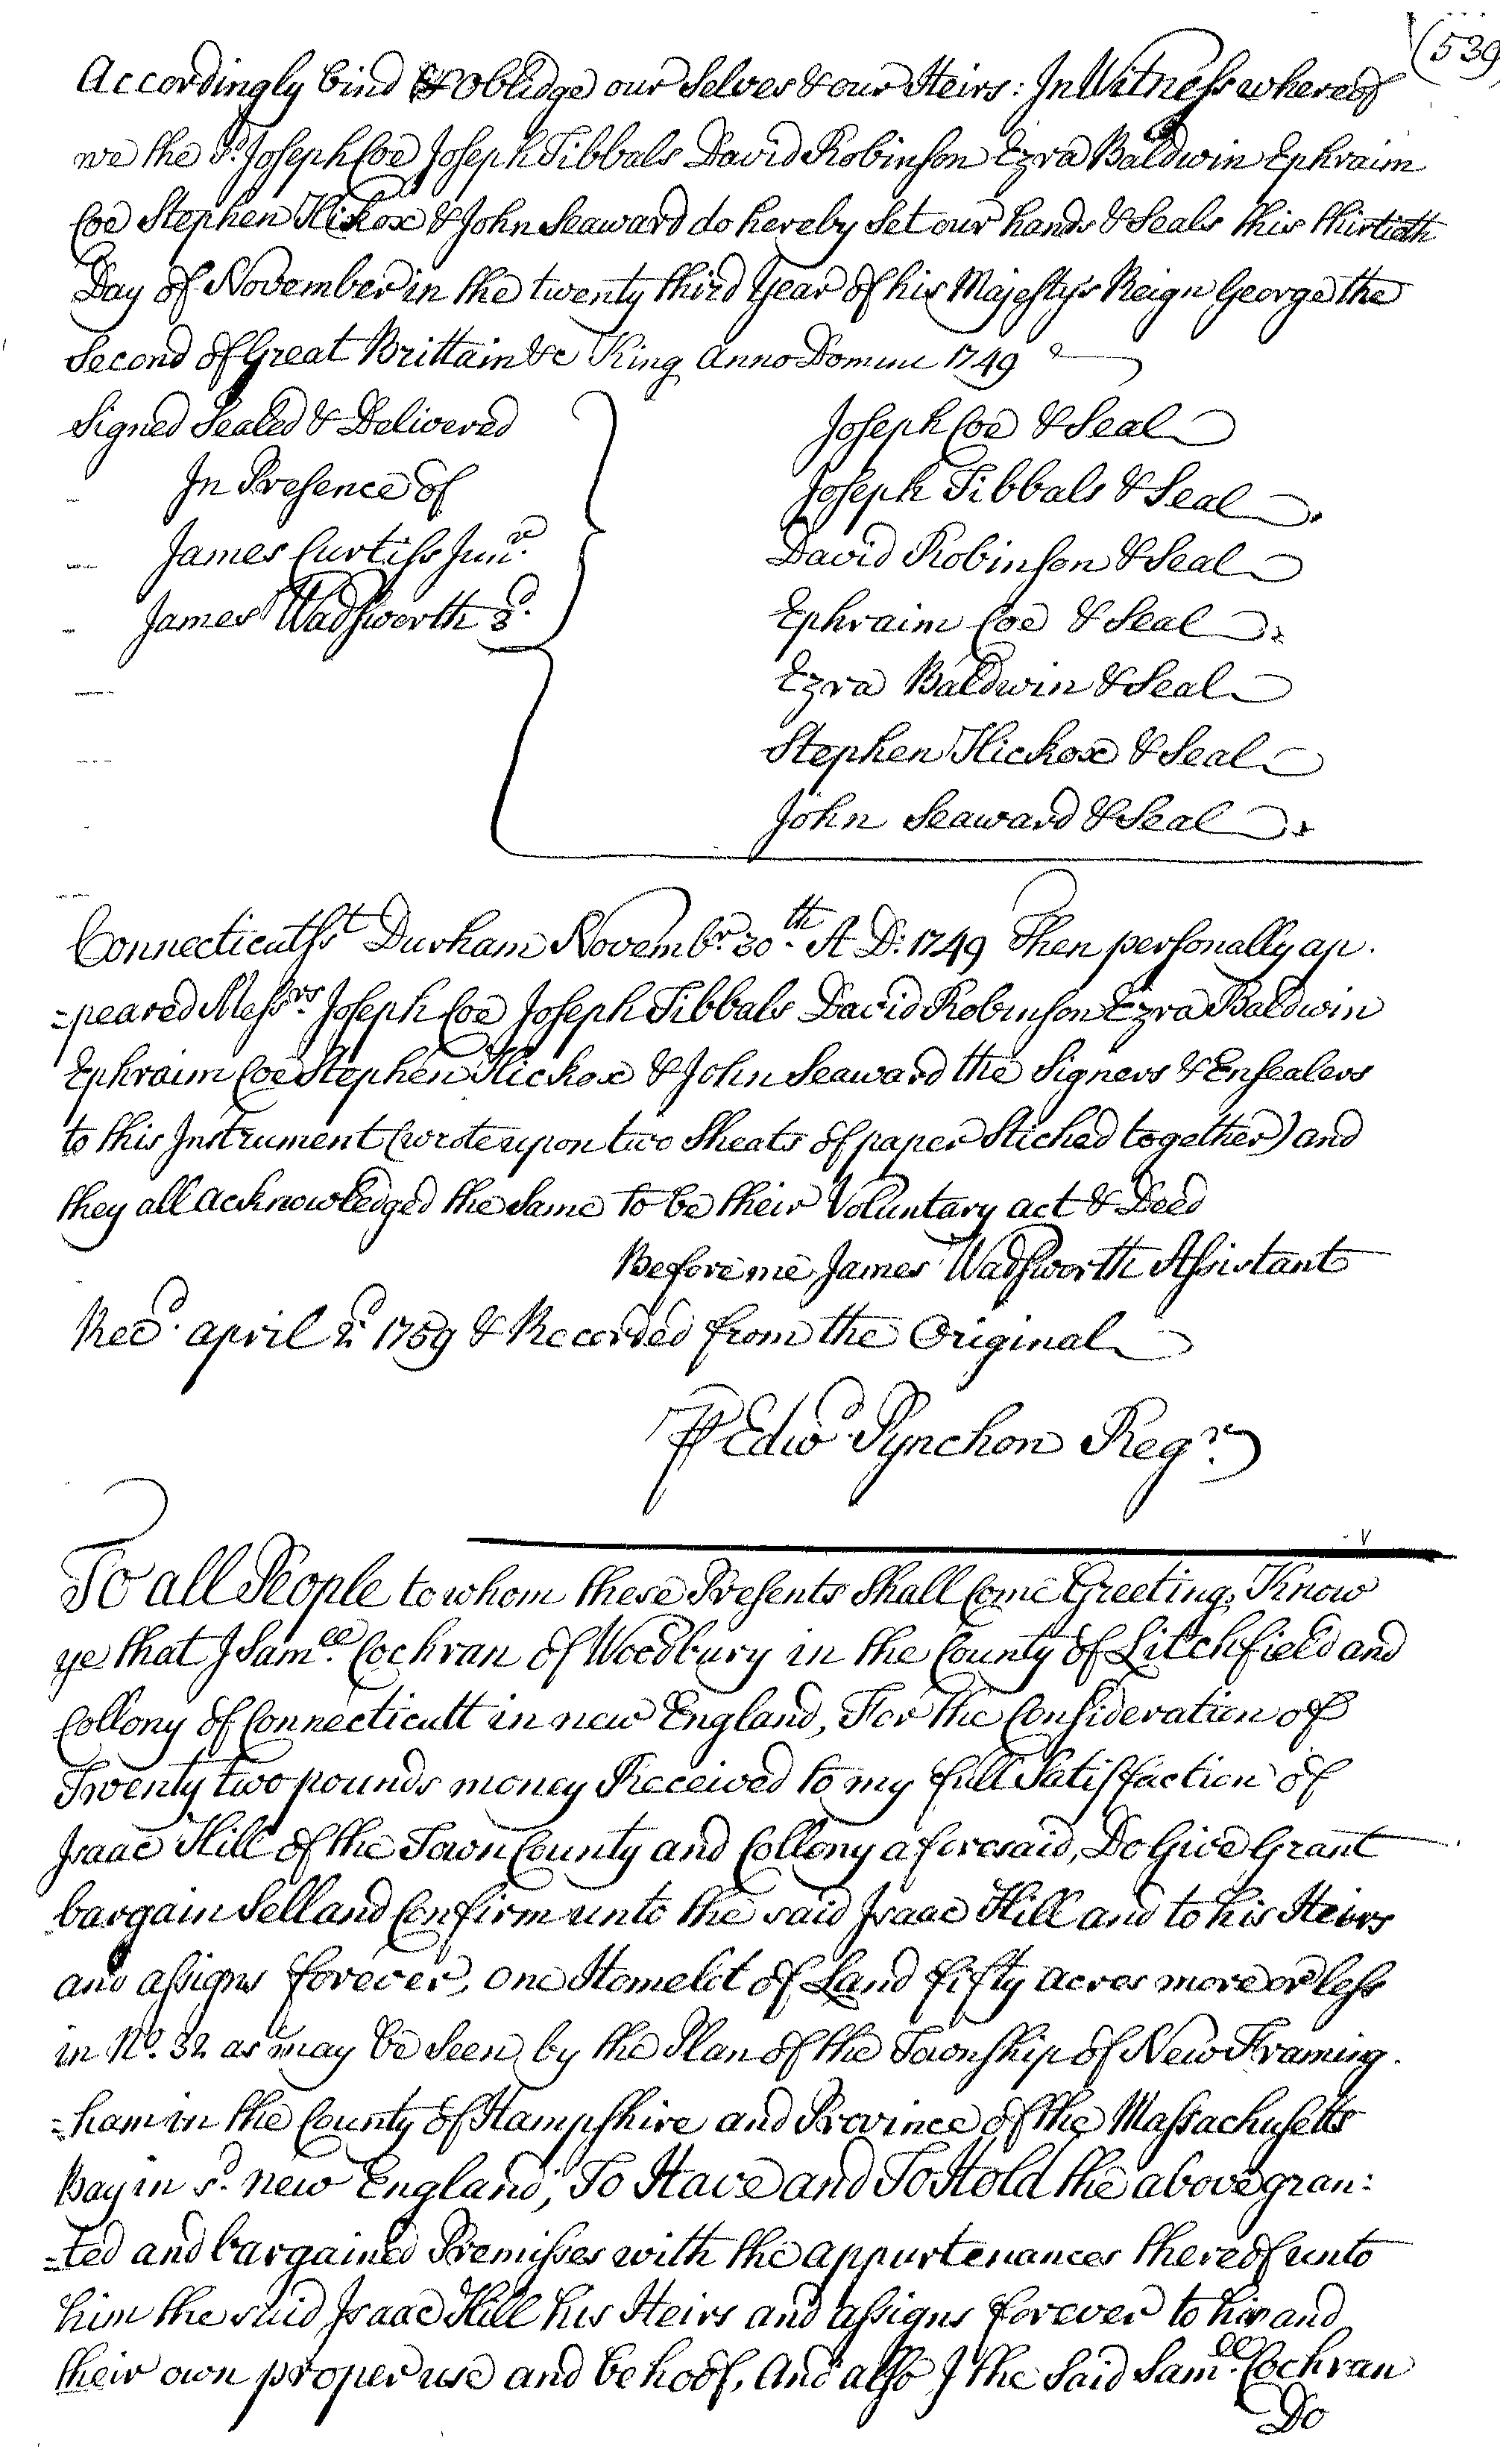 (539
Accordingly bind & Oblidge our Selves & our Heirs: In Witness whereof
we the sd. Joseph Coe Joseph Tibbals David Robinson Ezra Baldwin Ephraim
Coe Stephen Hickox & John Seaward do hereby Set our hands & Seals this thirtieth
Day of November in the twenty third Year of his Majestys Reign George the
Second of Great Brittain &c King Anno Domini 1749
Signed Sealed & Delivered
In Presence of
James Curtiss Junr.
James Wadsworth 3d.
Joseph Coe & Seal
Joseph Tibbals & Seal
David Robinson & Seal
Ephraim Coe & Seal
Ezra Baldwin & Seal
Stephen Hickox & Seal
John Seaward & Seal
Connecticut Ss Durham Novembr. 30th. A D: 1749 Then personally ap-
-peared Messrs. Joseph Coe Joseph Tibbals David Robinson Ezra Baldwin
Ephraim Coe Stephen Hickox & John Seaward the Signers & Ensealers
to this Instrument (wrote upon two Sheats of paper Stiched together) and
they all acknowledged the Same to be their Voluntary act & Deed
Before me James Wadsworth Assistant
Recd. april 2d 1759 & Recorded from the Original
P Edwd. Pynchon Regr.
To all People to whom these Presents Shall Come Greeting, Know
ye that I Samll. Cochran of Woodbury in the County of Litchfield and
Collony of Connecticutt in new England, For the Consideration of
Twenty two pounds money Received to my full Satisfaction of
Isaac Hill of the Town County and Collony aforesaid, Do Give Grant
bargain Sell and Confirm unto the said Isaac Hill and to his Heirs
and assigns forever, one Homelot of Land fifty acres more or less
in No. 32 as may be Seen by the Plan of the Township of New Framing-
-ham in the County of Hampshire and Province of the Massachusetts
Bay in sd. new England, To Have and To Hold the above gran:
-ted and bargained Premisses with the appurtenances thereof unto
him the said Isaac Hill his Heirs and assigns forever to him and
their own proper use and behoof, And also I the Said Samll. Cochran
Do